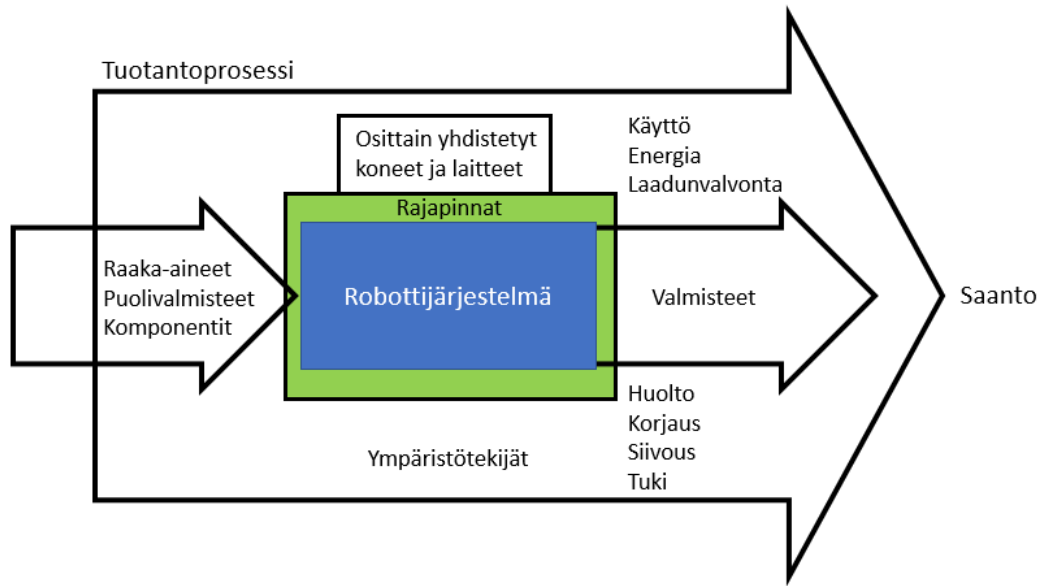 Tuotantoprosessi
Osittain yhdistetyt
koneet ja laitteet
Käyttö
Energia
Laadunvalvonta
Rajapinnat
Raaka-aineet
Puolivalmisteet
Komponentit
Robottijärjestelmä
Valmisteet
Saanto
Huolto
Korjaus
Siivous
Tuki
Ympäristötekijät